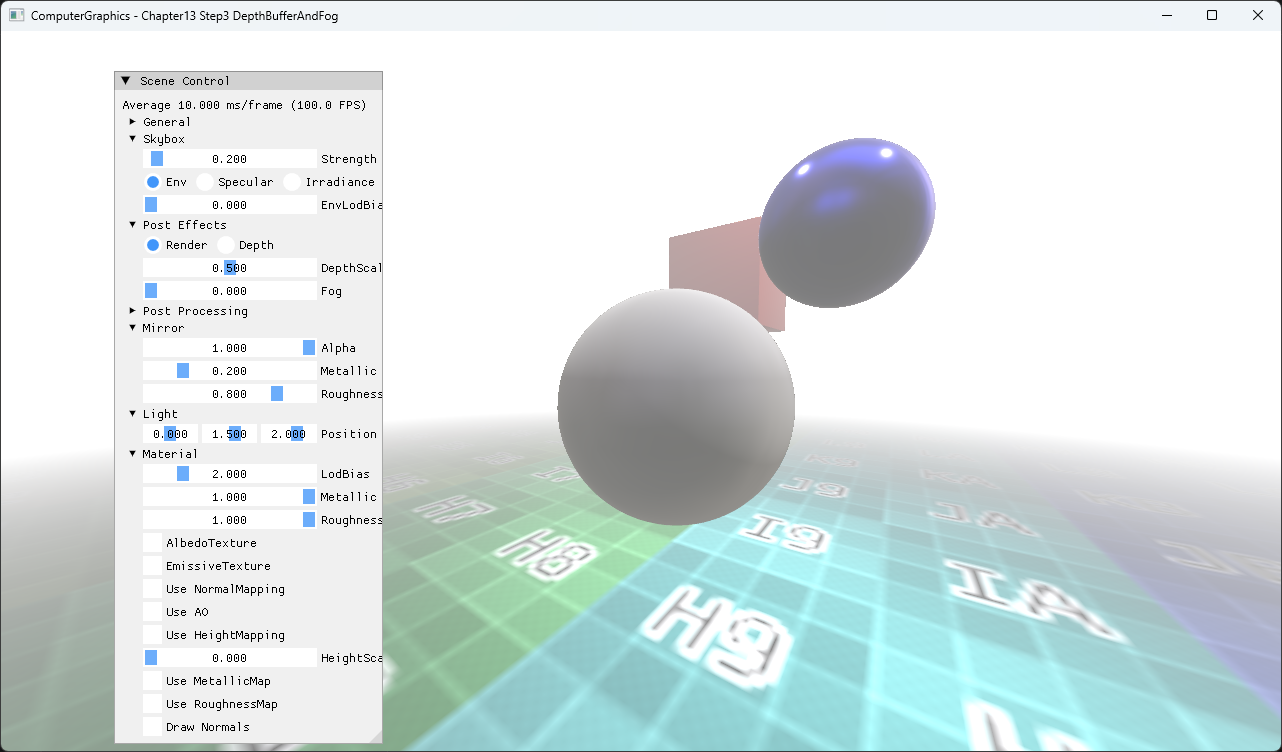 ComputerGraphics - Chapter13 Step3 DepthBufferAndFog
Scene Control
Average 10.000 ms/frame (100.0 FPS)
General
Skybox
0.200 Strength
Env Specular Irradiance
0.000 EnvLodBia
Post Effects
Render Depth
0.500 DepthScal
0.000 Fog
Post Processing
Mirror
1.000 Alpha
0.200 Metallic
0.800 Roughness
Light
0.000 1.500 2.000 Position
Material
2.000 LodBias
1.000 Metallic
1.000 Roughness
AlbedoTexture
EmissiveTexture
Use NormalMapping
Use AO
Use HeightMapping
0.000 HeightSca
Use MetallicMap
Use RoughnessMap
Draw Normals
J9
H7 JA
I9
H8
IA
H9